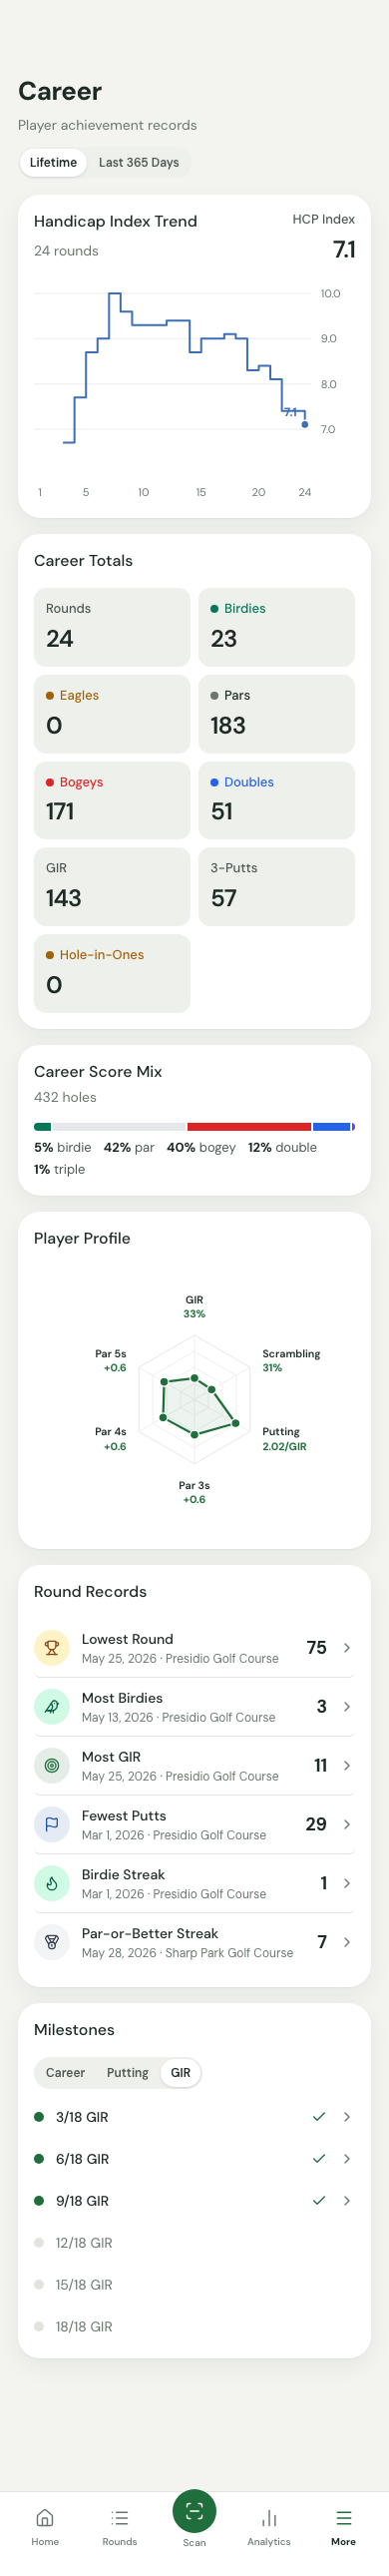 Career
Player achievement records
Lifetime Last 365 Days
Handicap Index Trend HCP Index
24 rounds 7.1
10.0
9.0
8.0
7.1
7.0
1 5 10 15 20 24
Career Totals
Rounds Birdies
24 23
Eagles Pars
0 183
Bogeys Doubles
171 51
GIR 3-Putts
143 57
Hole-in-Ones
0
Career Score Mix
432 holes
5% birdie 42% par 40% bogey 12% double
1% triple
Player Profile
GIR
33%
Par 5s Scrambling
+0.6 31%
Par 4s Putting
+0.6 2.02/GIR
Par 3s
+0.6
Round Records
Lowest Round
May 25, 2026 · Presidio Golf Course 75
Most Birdies
May 13, 2026 · Presidio Golf Course 3
Most GIR
May 25, 2026 · Presidio Golf Course 11
Fewest Putts
Mar 1, 2026 · Presidio Golf Course 29
Birdie Streak
Mar 1, 2026 · Presidio Golf Course 1
Par-or-Better Streak
May 28, 2026 · Sharp Park Golf Course 7
Milestones
Career Putting GIR
3/18 GIR
6/18 GIR
9/18 GIR
12/18 GIR
15/18 GIR
18/18 GIR
Home Rounds Scan Analytics More